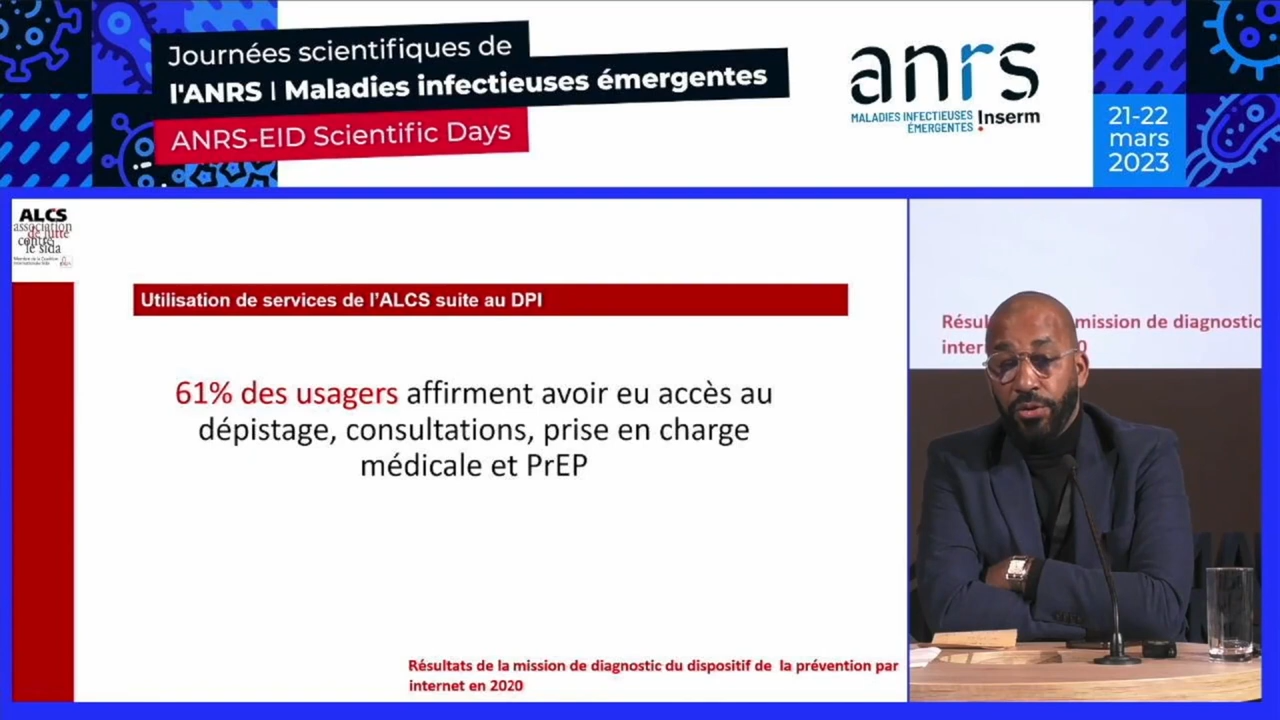 Journées scientifiques de
l'ANRS | Maladies infectieuses émergentes
ANRS-EID Scientific Days
anrs
MALADIES INFECTIEUSES
ÉMERGENTES
Inserm
21-22
mars
2023
ALCS
association
de lutte
contre
le sida
Utilisation de services de l'ALCS suite au DPI
61% des usagers affirment avoir eu accès au
dépistage, consultations, prise en charge
médicale et PrEP
Résultats de la mission de diagnostic du dispositif de la prévention par
internet en 2020
mission de diagnostic